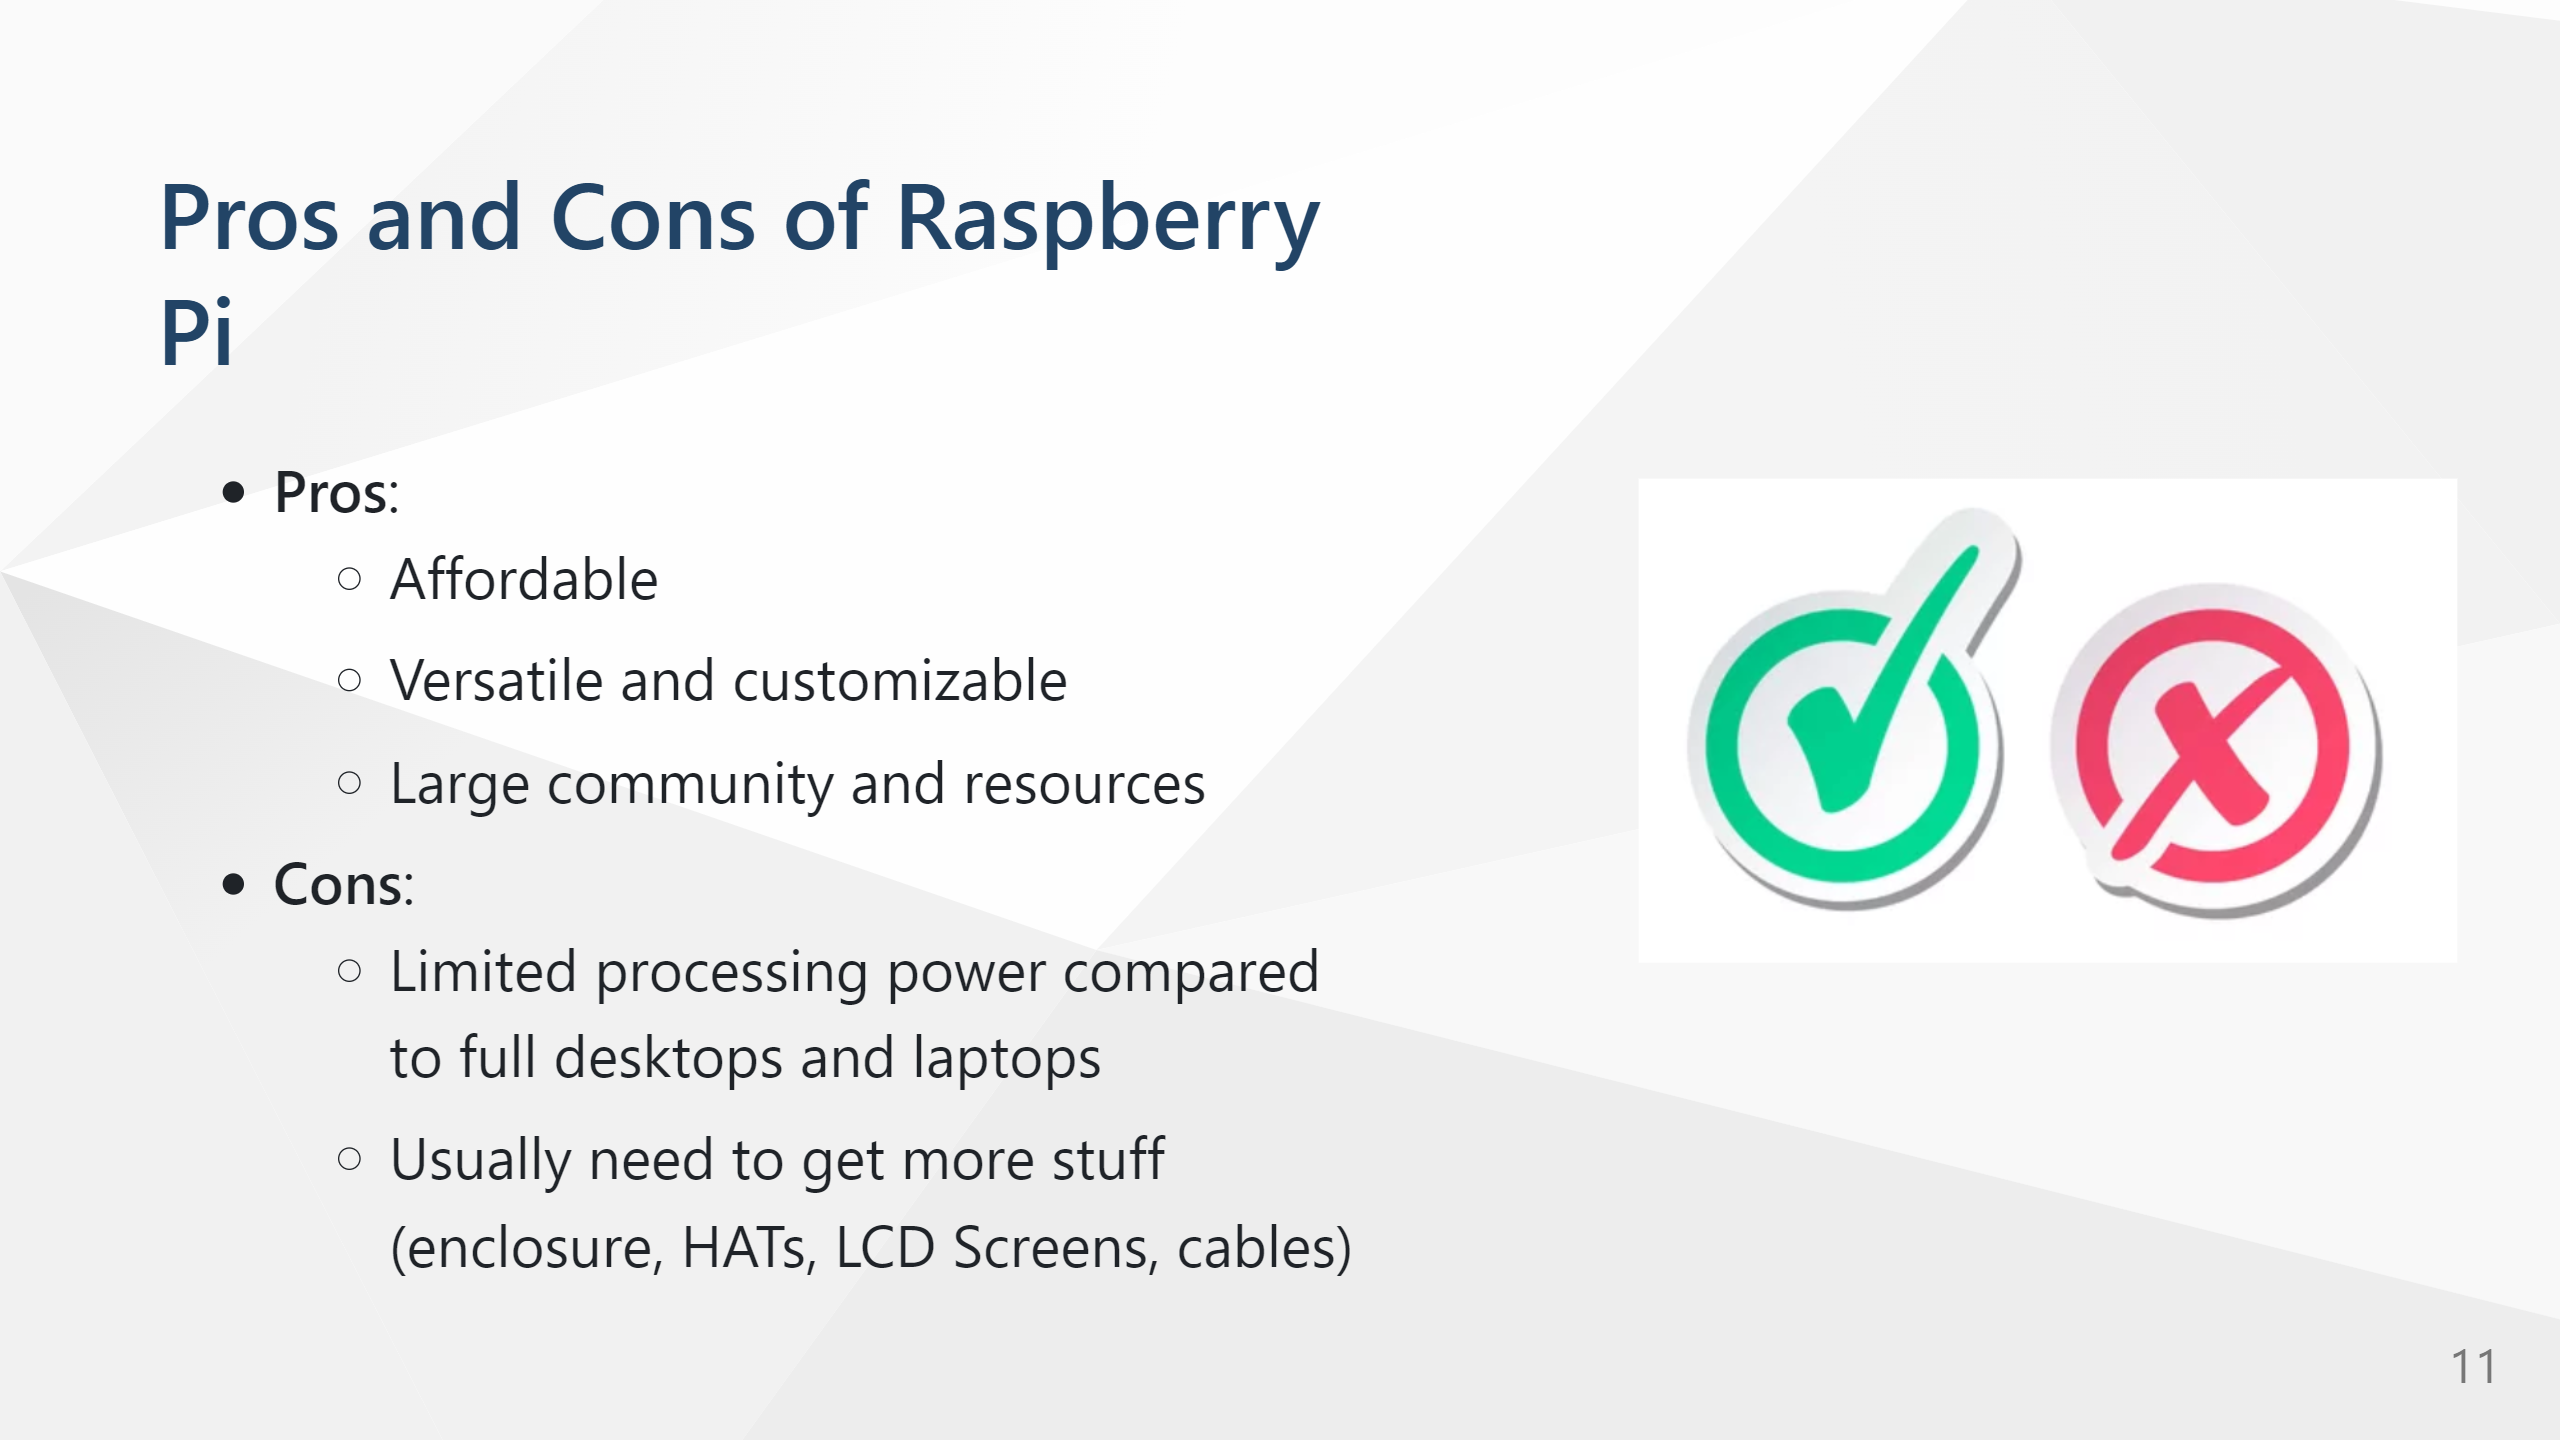 Pros and Cons of Raspberry
Pi
• Pros:
○ Affordable
○ Versatile and customizable
○ Large community and resources
• Cons:
○ Limited processing power compared
to full desktops and laptops
○ Usually need to get more stuff
(enclosure, HATs, LCD Screens, cables)
11